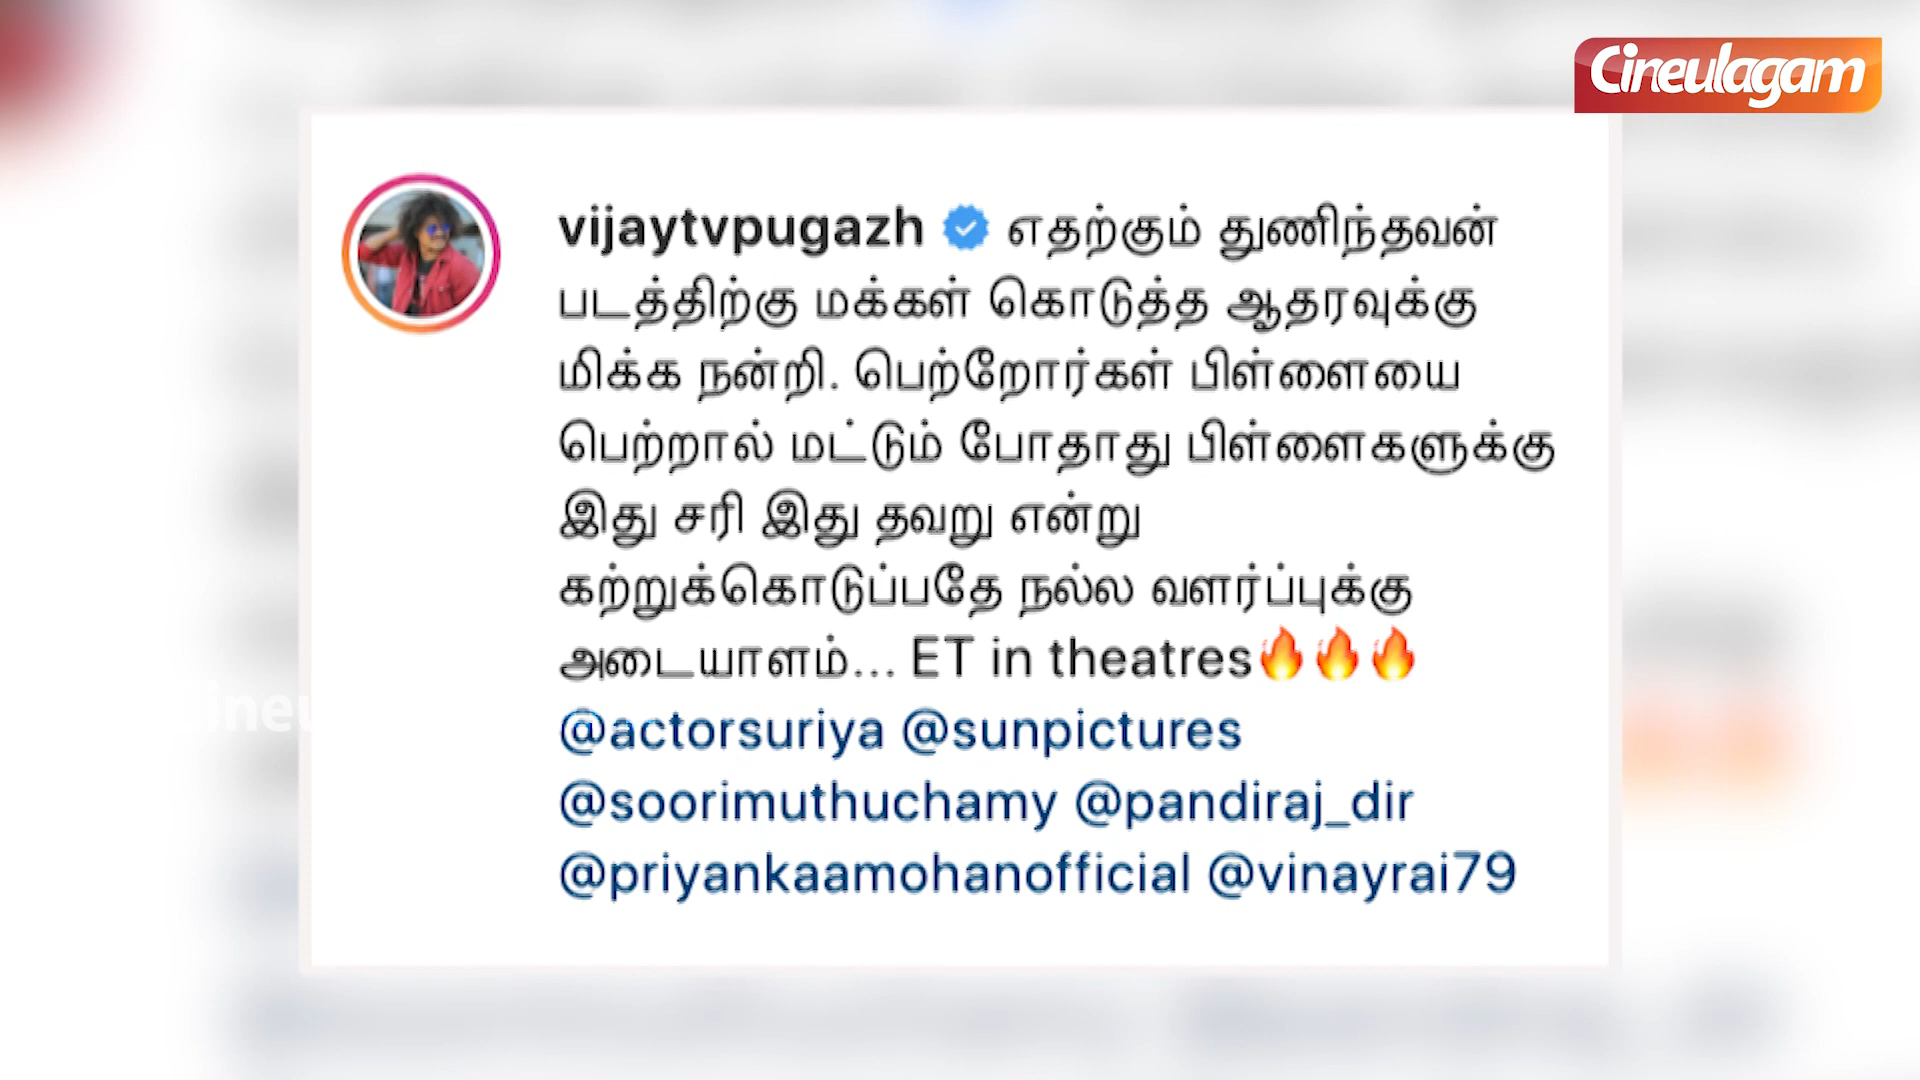 Cineulagam
vijaytvpugazh எதற்கும் துணிந்தவன்
படத்திற்கு மக்கள் கொடுத்த ஆதரவுக்கு
மிக்க நன்றி. பெற்றோர்கள் பிள்ளையை
பெற்றால் மட்டும் போதாது பிள்ளைகளுக்கு
இது சரி இது தவறு என்று
கற்றுக்கொடுப்பதே நல்ல வளர்ப்புக்கு
அடையாளம்... ET in theatres🔥🔥🔥
@actorsuriya @sunpictures
@soorimuthuchamy @pandiraj_dir
@priyankaamohanofficial @vinayrai79